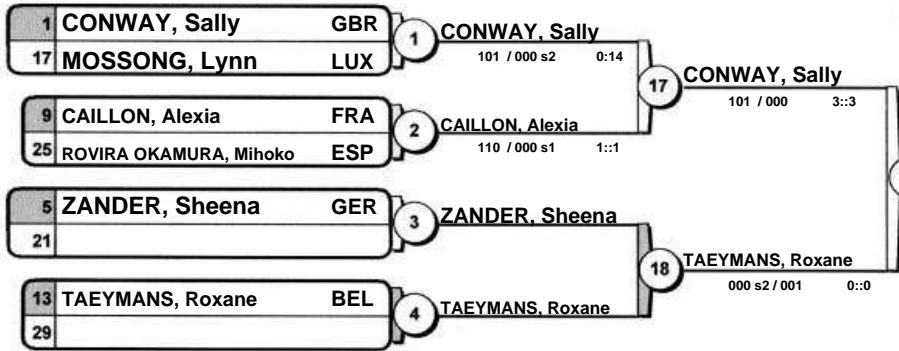 1 CONWAY, Sally GBR
17 MOSSONG, Lynn LUX
1
CONWAY, Sally
101 / 000 s2 0:14
9 CAILLON, Alexia FRA
25 ROVIRA OKAMURA, Mihoko ESP
2
CAILLON, Alexia
110 / 000 s1 1::1
17
CONWAY, Sally
101 / 000 3::3
5 ZANDER, Sheena GER
21
3
ZANDER, Sheena
13 TAEYMANS, Roxane BEL
29
4
TAEYMANS, Roxane
18
TAEYMANS, Roxane
000 s2 / 001 0::0